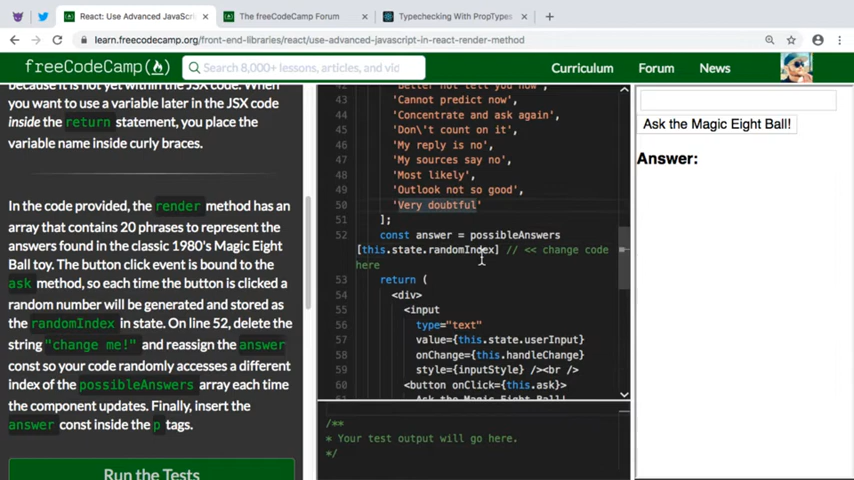 React: Use Advanced JavaScri
The freeCodeCamp Forum
Typechecking With PropTypes
learn.freecodecamp.org/front-end-libraries/react/use-advanced-javascript-in-react-render-method
freeCodeCamp
Search 8,000+ lessons, articles, and vid
Curriculum
Forum
News
because it is not yet within the JSX code. When
you want to use a variable later in the JSX code
inside the return statement, you place the
variable name inside curly braces.
In the code provided, the render method has an
array that contains 20 phrases to represent the
answers found in the classic 1980's Magic Eight
Ball toy. The button click event is bound to the
ask method, so each time the button is clicked a
random number will be generated and stored as
the randomIndex in state. On line 52, delete the
string "change me!" and reassign the answer
const so your code randomly accesses a different
index of the possibleAnswers array each time
the component updates. Finally, insert the
answer const inside the p tags.
Run the Tests
42 'Better not tell you now',
43 'Cannot predict now',
44 'Concentrate and ask again',
45 'Don\'t count on it',
46 'My reply is no',
47 'My sources say no',
48 'Most likely',
49 'Outlook not so good',
50 'Very doubtful'
51 ];
52 const answer = possibleAnswers
[this.state.randomIndex] // << change code
here
53 return (
54 <div>
55 <input
56 type="text"
57 value={this.state.userInput}
58 onChange={this.handleChange}
59 style={inputStyle} /><br />
60 <button onClick={this.ask}>
61 Ask the Magic Eight Ball!
/**
* Your test output will go here.
*/
Ask the Magic Eight Ball!
Answer: